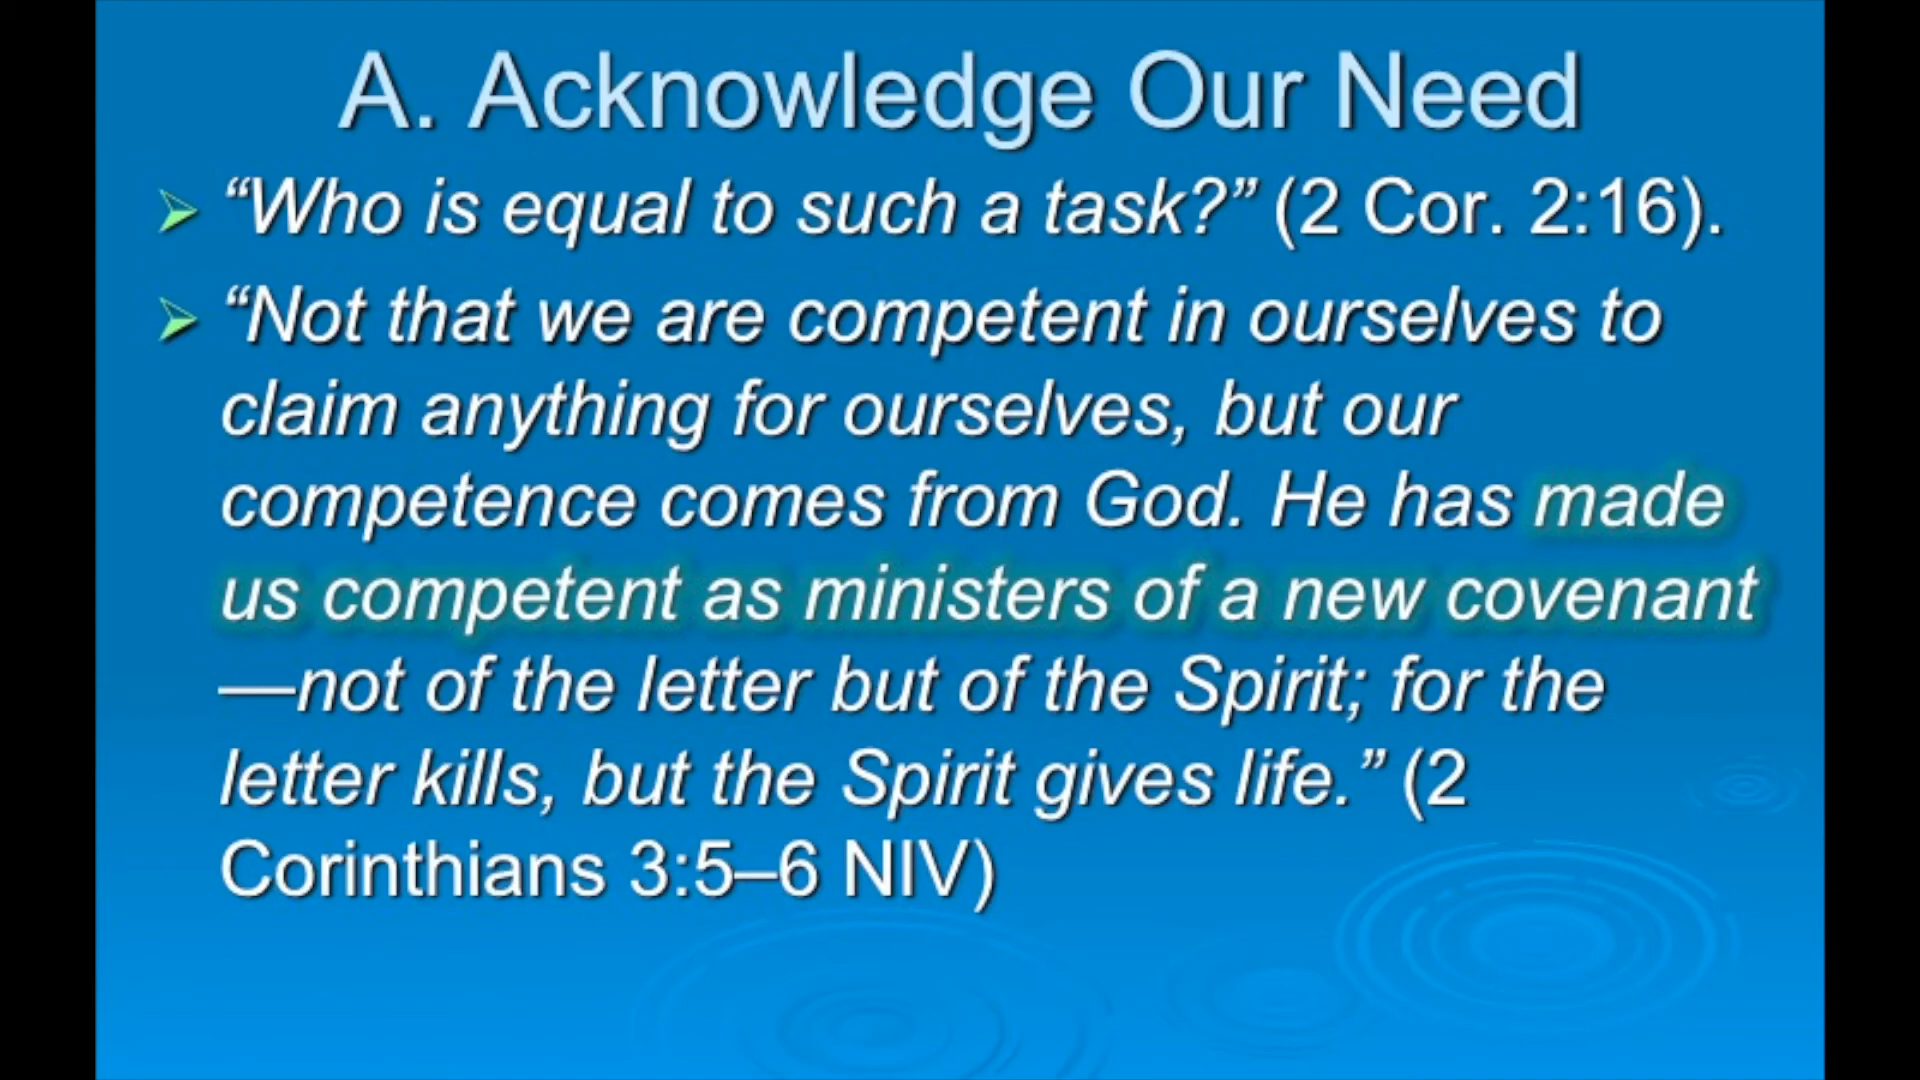 A. Acknowledge Our Need
“Who is equal to such a task?” (2 Cor. 2:16).
“Not that we are competent in ourselves to
claim anything for ourselves, but our
competence comes from God. He has made
us competent as ministers of a new covenant
—not of the letter but of the Spirit; for the
letter kills, but the Spirit gives life.” (2
Corinthians 3:5–6 NIV)